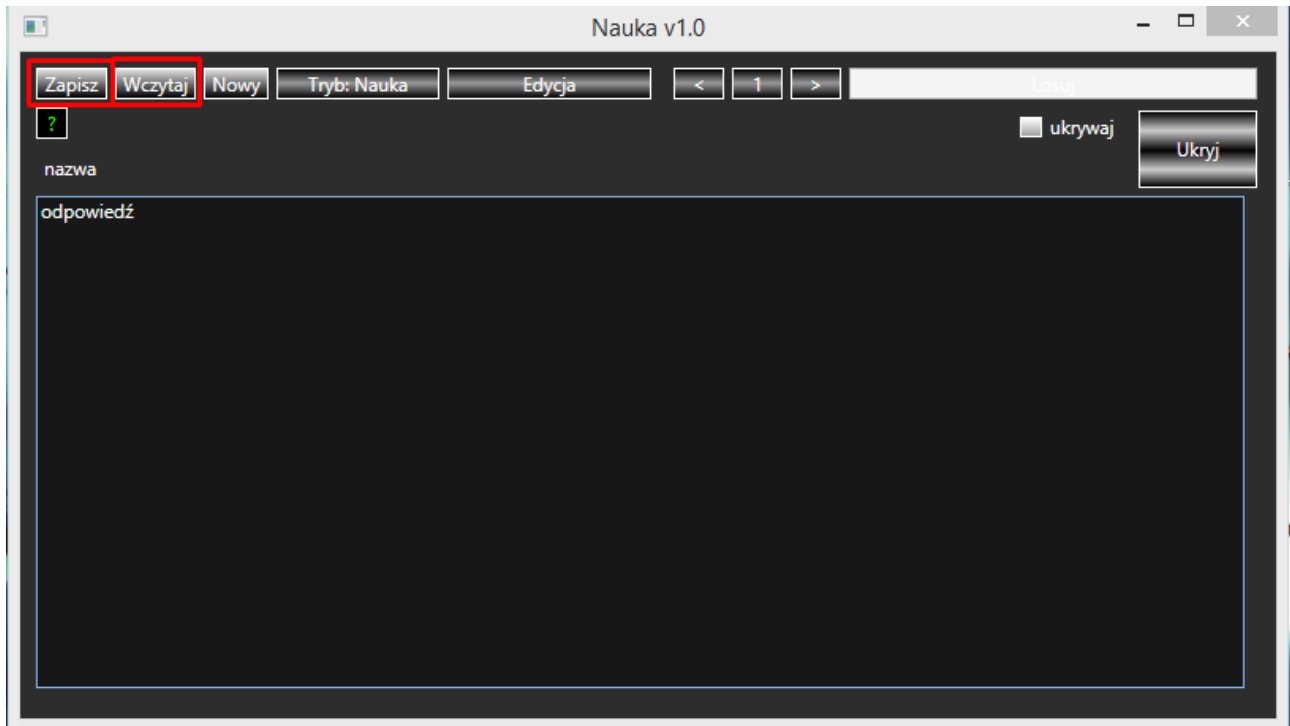 Nauka v1.0
Zapisz Wczytaj Nowy Tryb: Nauka Edycja < 1 > Losuj
? ukrywaj Ukryj
nazwa
odpowiedź